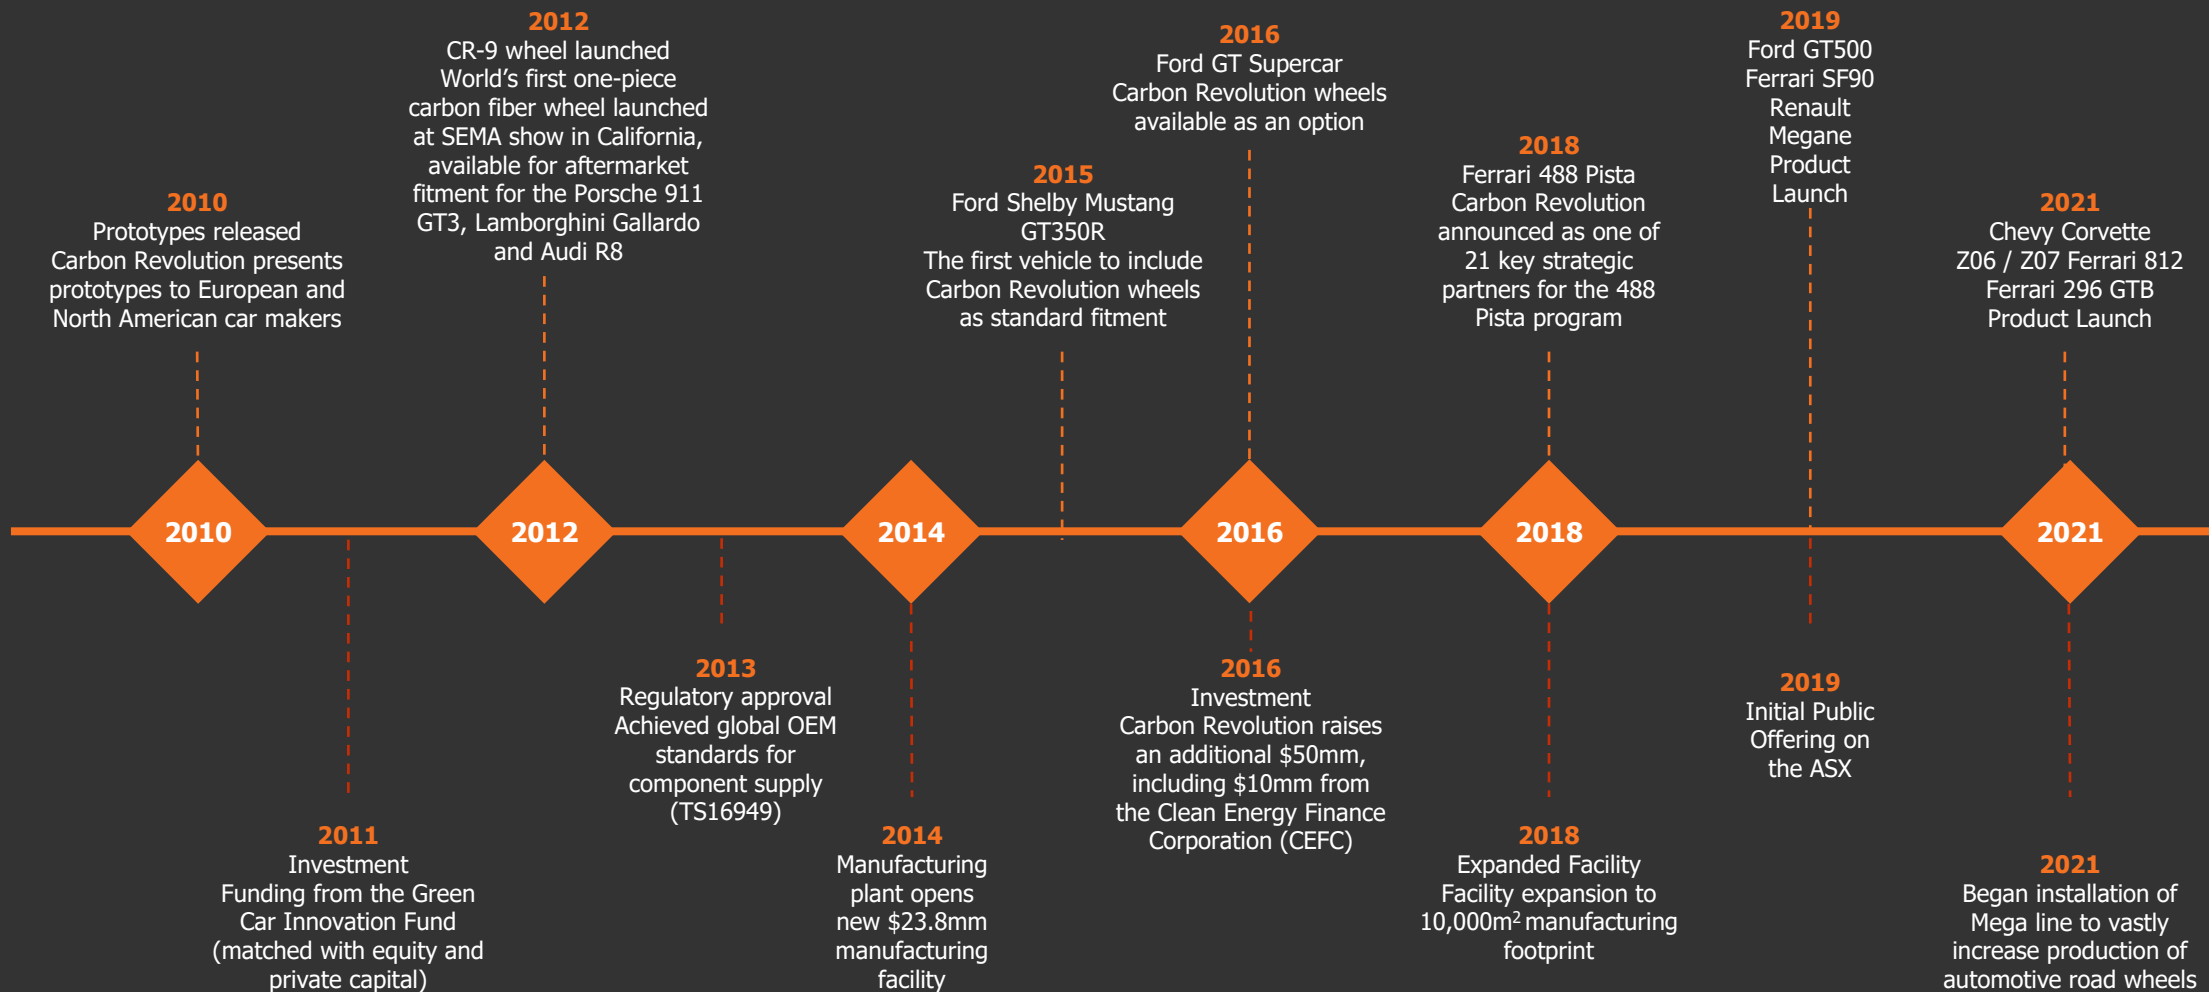 2010
Prototypes released
Carbon Revolution presents
prototypes to European and
North American car makers
2012
CR-9 wheel launched
World’s first one-piece
carbon fiber wheel launched
at SEMA show in California,
available for aftermarket
fitment for the Porsche 911
GT3, Lamborghini Gallardo
and Audi R8
2015
Ford Shelby Mustang
GT350R
The first vehicle to include
Carbon Revolution wheels
as standard fitment
2016
Ford GT Supercar
Carbon Revolution wheels
available as an option
2018
Ferrari 488 Pista
Carbon Revolution
announced as one of
21 key strategic
partners for the 488
Pista program
2019
Ford GT500
Ferrari SF90
Renault
Megane
Product
Launch
2021
Chevy Corvette
Z06 / Z07 Ferrari 812
Ferrari 296 GTB
Product Launch
2010
2012
2014
2016
2018
2021
2011
Investment
Funding from the Green
Car Innovation Fund
(matched with equity and
private capital)
2013
Regulatory approval
Achieved global OEM
standards for
component supply
(TS16949)
2014
Manufacturing
plant opens
new $23.8mm
manufacturing
facility
2016
Investment
Carbon Revolution raises
an additional $50mm,
including $10mm from
the Clean Energy Finance
Corporation (CEFC)
2018
Expanded Facility
Facility expansion to
10,000m² manufacturing
footprint
2019
Initial Public
Offering on
the ASX
2021
Began installation of
Mega line to vastly
increase production of
automotive road wheels